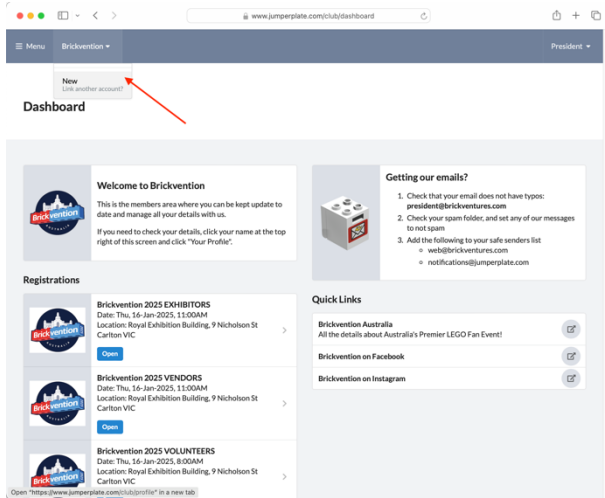 www.jumperplate.com/club/dashboard
Menu
Brickvention
President
New
Link another account?
Dashboard
Brickvention
AUSTRALIA
Welcome to Brickvention
This is the members area where you can be kept update to
date and manage all your details with us.
If you need to check your details, click your name at the top
right of this screen and click "Your Profile".
Getting our emails?
1. Check that your email does not have typos:
president@brickventures.com
2. Check your spam folder, and set any of our messages
to not spam
3. Add the following to your safe senders list
web@brickventures.com
notifications@jumperplate.com
Registrations
Brickvention
AUSTRALIA
Brickvention 2025 EXHIBITORS
Date: Thu, 16-Jan-2025, 11:00AM
Location: Royal Exhibition Building, 9 Nicholson St
Carlton VIC
Open
Brickvention
AUSTRALIA
Brickvention 2025 VENDORS
Date: Thu, 16-Jan-2025, 11:00AM
Location: Royal Exhibition Building, 9 Nicholson St
Carlton VIC
Open
Brickvention
Brickvention 2025 VOLUNTEERS
Date: Thu, 16-Jan-2025, 8:00AM
Location: Royal Exhibition Building, 9 Nicholson St
Carlton VIC
Quick Links
Brickvention Australia
All the details about Australia's Premier LEGO Fan Event!
Brickvention on Facebook
Brickvention on Instagram
Open "https://www.jumperplate.com/club/profile" in a new tab